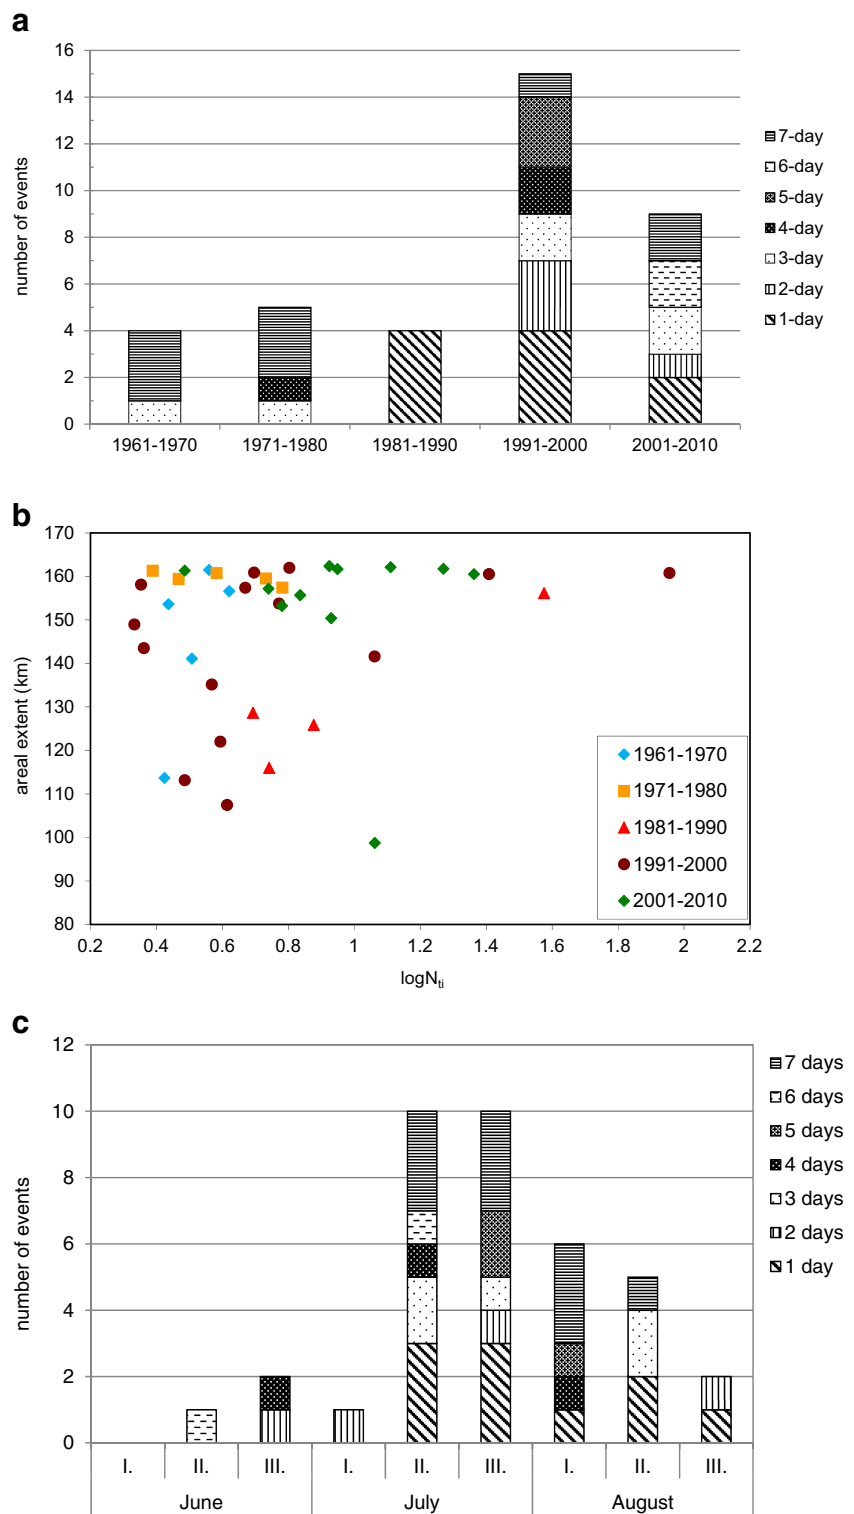 a
16
14
12
10
8
6
4
2
0
number of events
1961-1970 1971-1980 1981-1990 1991-2000 2001-2010
7-day
6-day
5-day
4-day
3-day
2-day
1-day
b
170
160
150
140
130
120
110
100
90
80
areal extent (km)
0.2 0.4 0.6 0.8 1 1.2 1.4 1.6 1.8 2 2.2
logNti
1961-1970
1971-1980
1981-1990
1991-2000
2001-2010
c
12
10
8
6
4
2
0
number of events
I. II. III. I. II. III. I. II. III.
June July August
7 days
6 days
5 days
4 days
3 days
2 days
1 day